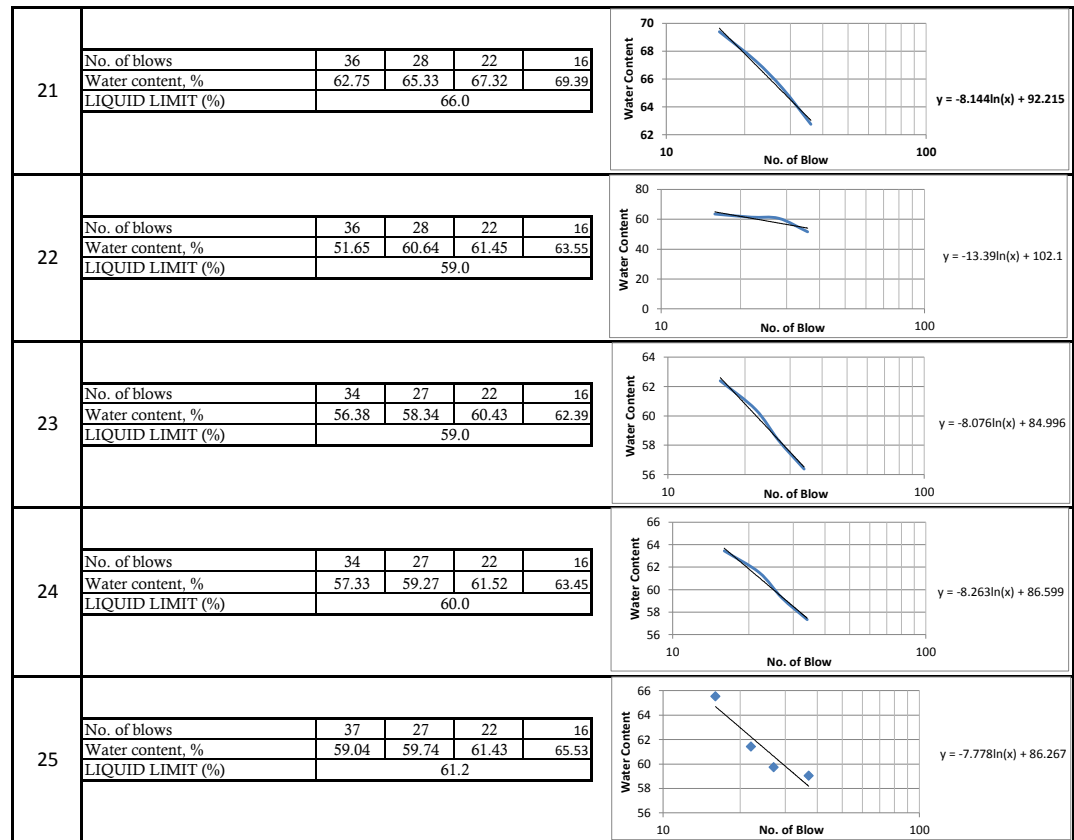 21
No. of blows 36 28 22 16
Water content, % 62.75 65.33 67.32 69.39
LIQUID LIMIT (%) 66.0
Water Content
70
68
66
64
62
10 100
No. of Blow
y = -8.144ln(x) + 92.215
22
No. of blows 36 28 22 16
Water content, % 51.65 60.64 61.45 63.55
LIQUID LIMIT (%) 59.0
Water Content
80
60
40
20
0
10 100
No. of Blow
y = -13.39ln(x) + 102.1
23
No. of blows 34 27 22 16
Water content, % 56.38 58.34 60.43 62.39
LIQUID LIMIT (%) 59.0
Water Content
64
62
60
58
56
10 100
No. of Blow
y = -8.076ln(x) + 84.996
24
No. of blows 34 27 22 16
Water content, % 57.33 59.27 61.52 63.45
LIQUID LIMIT (%) 60.0
Water Content
66
64
62
60
58
56
10 100
No. of Blow
y = -8.263ln(x) + 86.599
25
No. of blows 37 27 22 16
Water content, % 59.04 59.74 61.43 65.53
LIQUID LIMIT (%) 61.2
Water Content
66
64
62
60
58
56
10 100
No. of Blow
y = -7.778ln(x) + 86.267